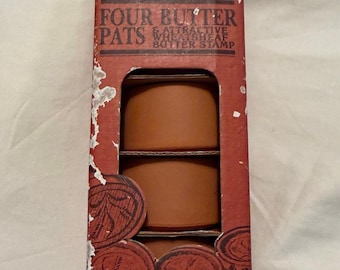 FOUR BUTTER
PATS & ATTRACTIVE
WHEATSHEAF
BUTTER STAMP